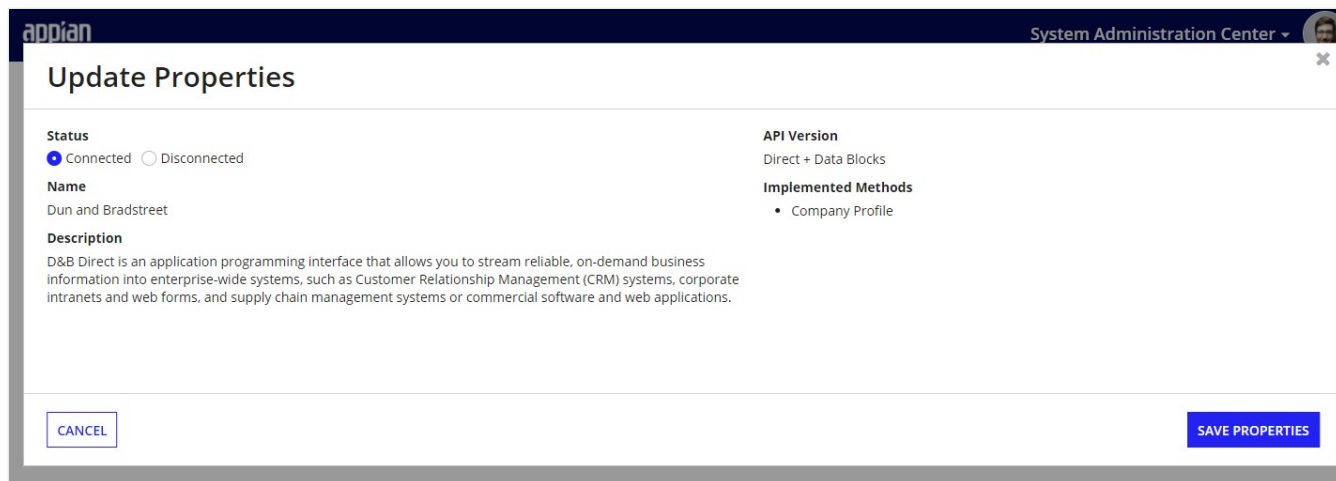 appian
System Administration Center
Update Properties
Status
Connected Disconnected
Name
Dun and Bradstreet
Description
D&B Direct is an application programming interface that allows you to stream reliable, on-demand business
information into enterprise-wide systems, such as Customer Relationship Management (CRM) systems, corporate
intranets and web forms, and supply chain management systems or commercial software and web applications.
API Version
Direct + Data Blocks
Implemented Methods
• Company Profile
CANCEL
SAVE PROPERTIES